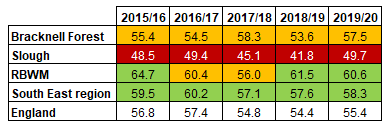 2015/16 2016/17 2017/18 2018/19 2019/20
Bracknell Forest 55.4 54.5 58.3 53.6 57.5
Slough 48.5 49.4 45.1 41.8 49.7
RBWM 64.7 60.4 56.0 61.5 60.6
South East region 59.5 60.2 57.1 57.6 58.3
England 56.8 57.4 54.8 54.4 55.4